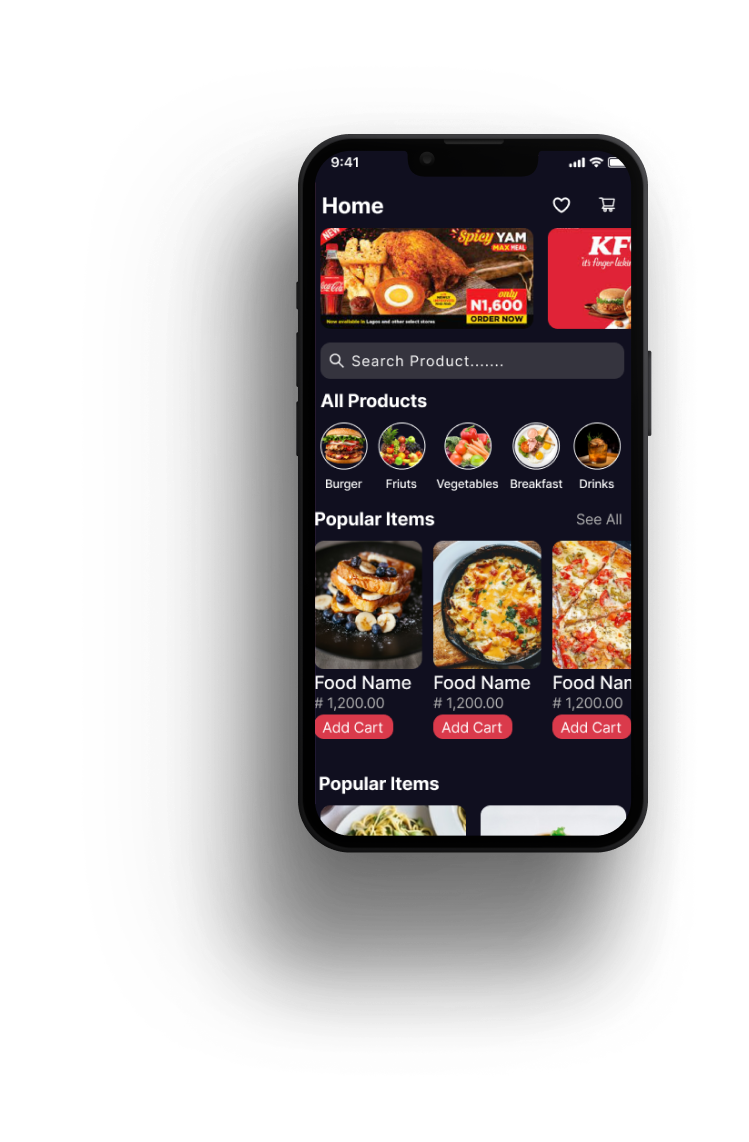 9:41
Home
NEW
Spicy YAM
MAX MEAL
Coca-Cola
only
N1,600
ORDER NOW
Now available in Lagos and other select stores
KF
it's finger lickin
Search Product.......
All Products
Burger Friuts Vegetables Breakfast Drinks
Popular Items See All
Food Name Food Name Food Nam
# 1,200.00 # 1,200.00 # 1,200.00
Add Cart Add Cart Add Cart
Popular Items